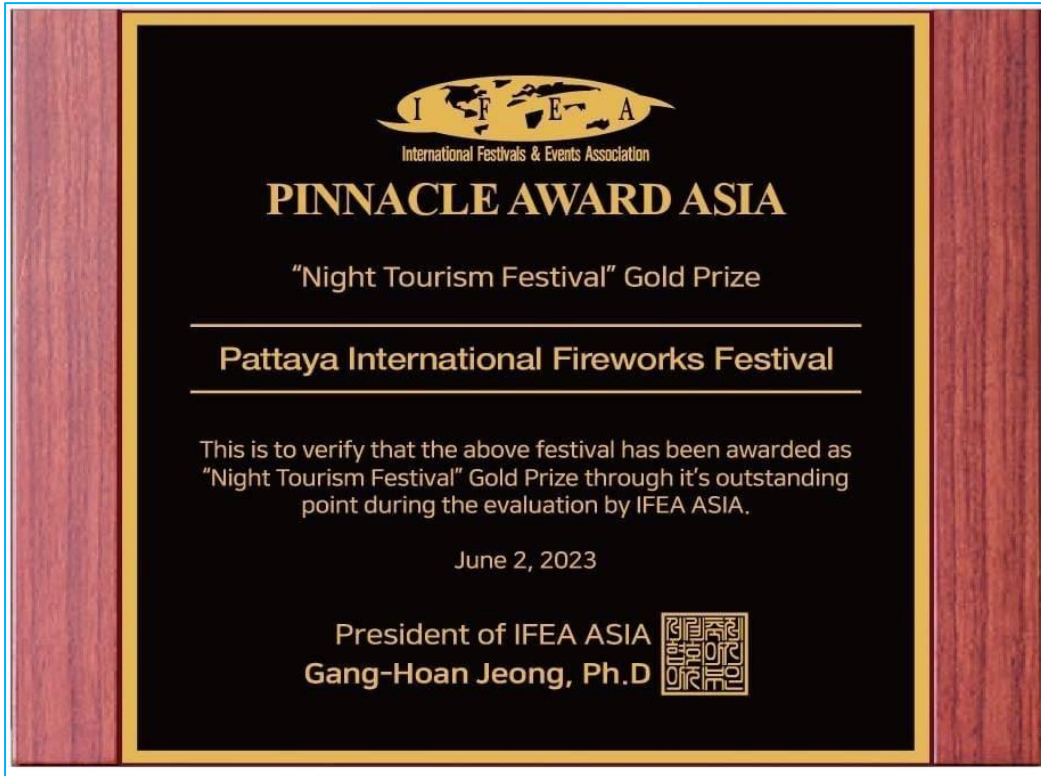 I F E A
International Festivals & Events Association
PINNACLE AWARD ASIA
“Night Tourism Festival” Gold Prize
Pattaya International Fireworks Festival
This is to verify that the above festival has been awarded as
“Night Tourism Festival” Gold Prize through it’s outstanding
point during the evaluation by IFEA ASIA.
June 2, 2023
President of IFEA ASIA
Gang-Hoan Jeong, Ph.D